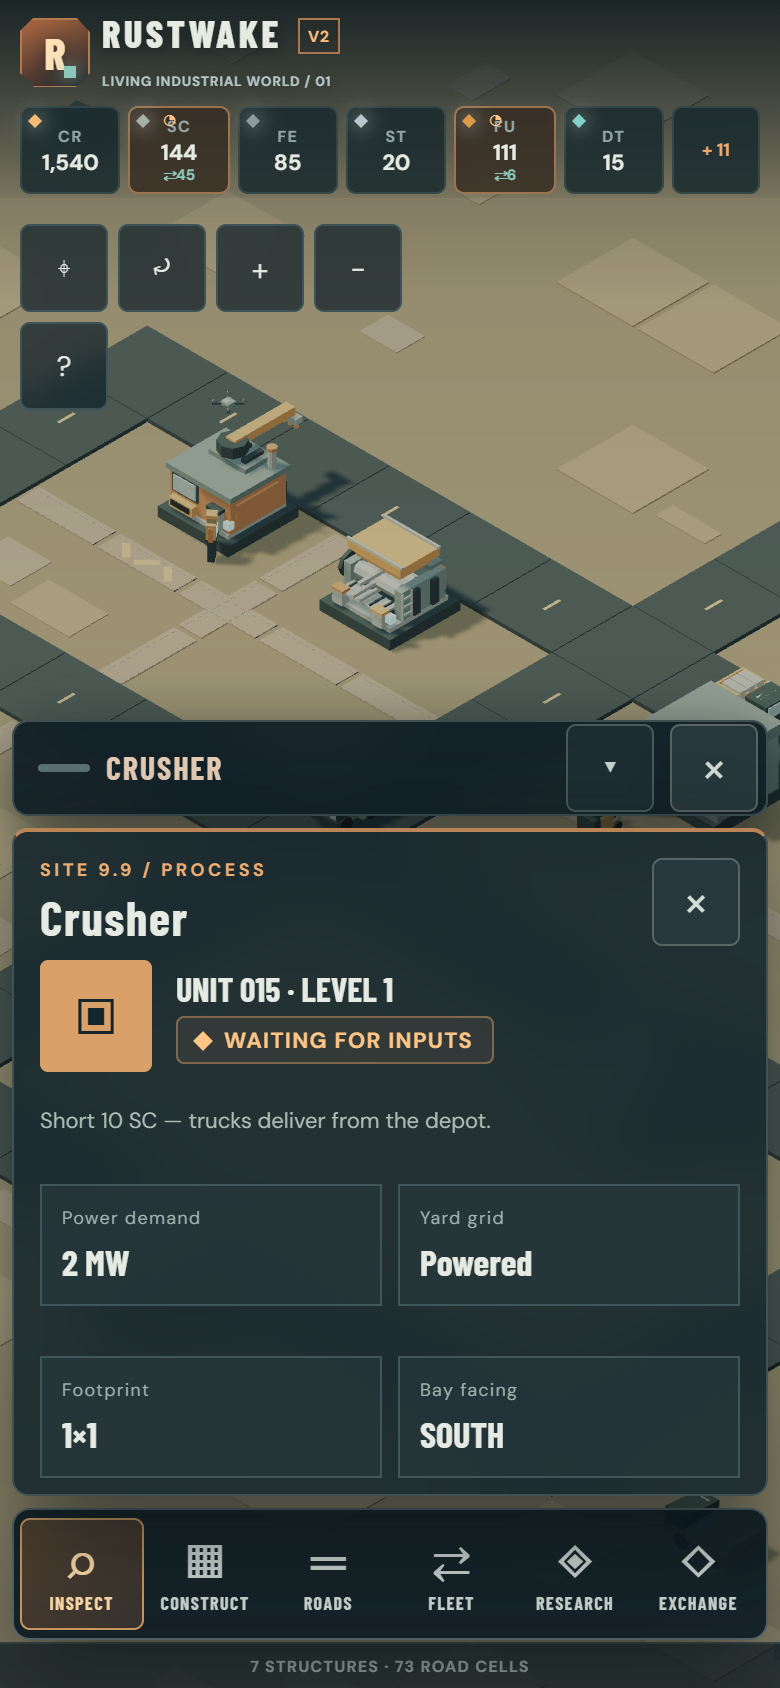 R
RUSTWAKE V2
LIVING INDUSTRIAL WORLD / 01
CR
1,540
SC
144
⇄45
FE
85
ST
20
FU
111
⇄6
DT
15
+ 11
+
−
?
CRUSHER
▼ ×
SITE 9.9 / PROCESS
×
Crusher
UNIT 015 · LEVEL 1
◆ WAITING FOR INPUTS
Short 10 SC — trucks deliver from the depot.
Power demand
2 MW
Yard grid
Powered
Footprint
1×1
Bay facing
SOUTH
INSPECT
CONSTRUCT
ROADS
FLEET
RESEARCH
EXCHANGE
7 STRUCTURES · 73 ROAD CELLS